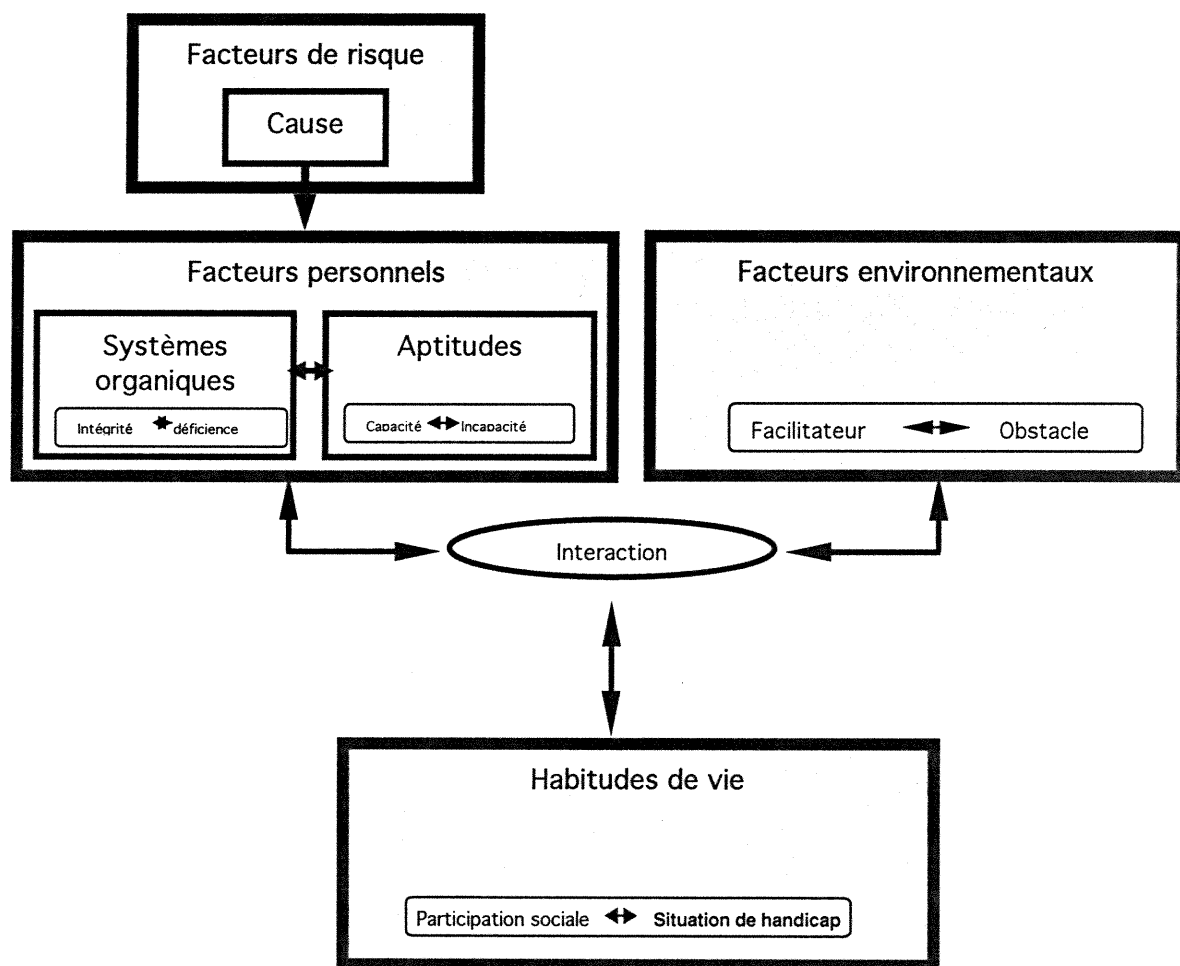 Facteurs de risque
Cause
Facteurs personnels
Systèmes
organiques
Intégrité déficience
Aptitudes
Capacité Incapacité
Facteurs environnementaux
Facilitateur Obstacle
Interaction
Habitudes de vie
Participation sociale Situation de handicap